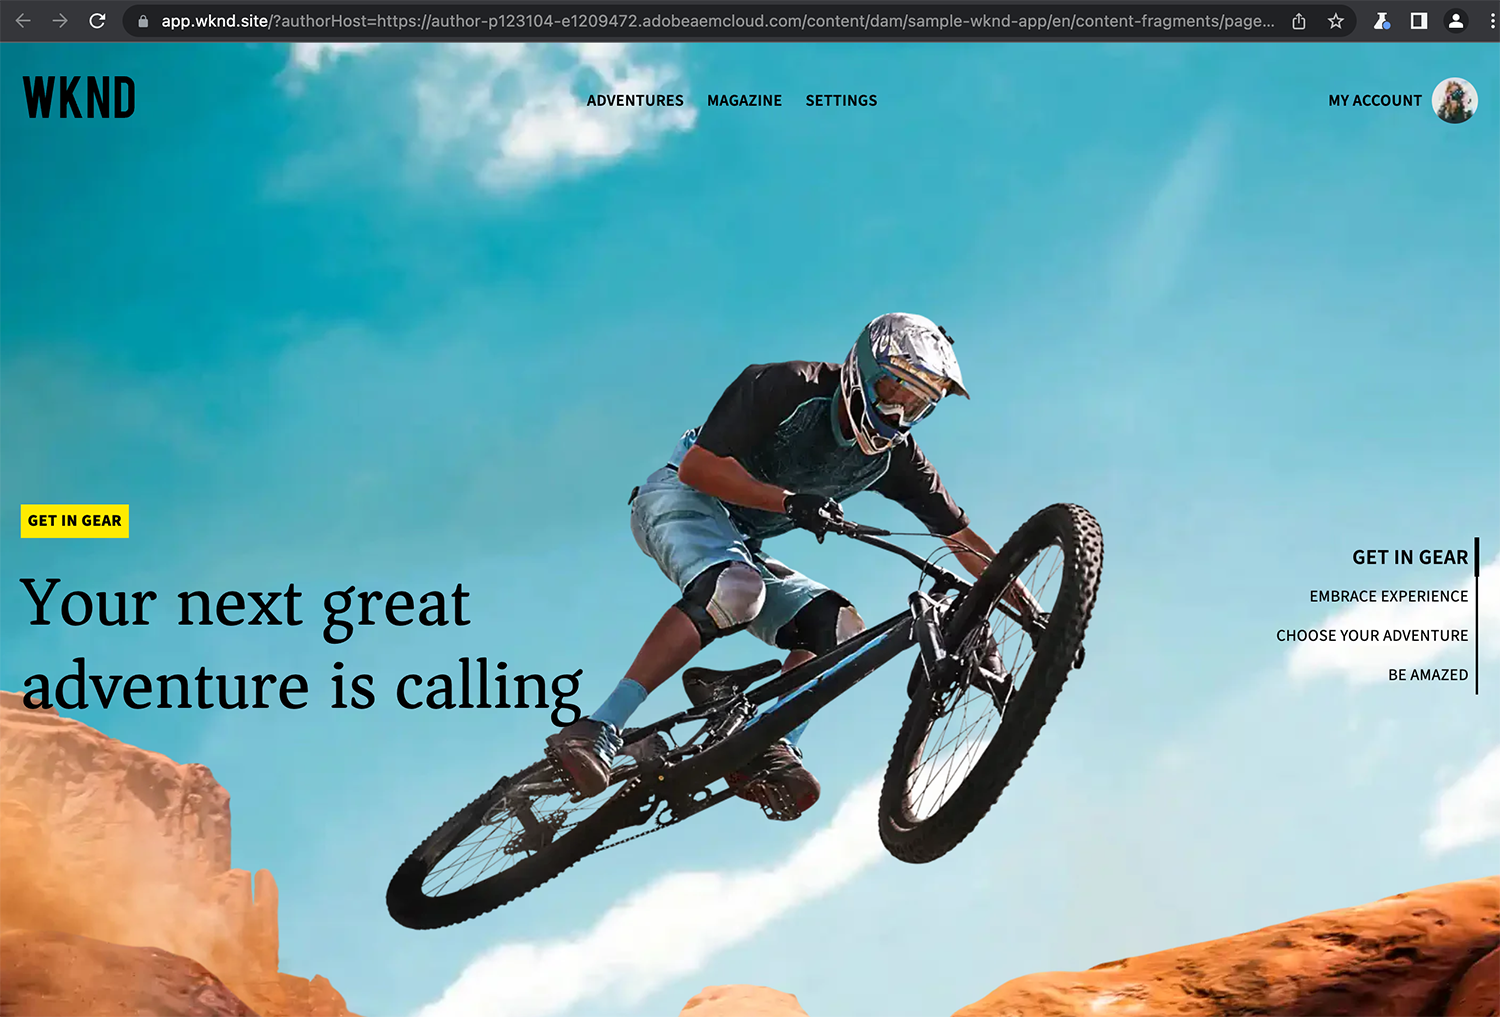 app.wknd.site/?authorHost=https://author-p123104-e1209472.adobeaemcloud.com/content/dam/sample-wknd-app/en/content-fragments/page...
WKND
ADVENTURES MAGAZINE SETTINGS
MY ACCOUNT
GET IN GEAR
Your next great
adventure is calling
GET IN GEAR
EMBRACE EXPERIENCE
CHOOSE YOUR ADVENTURE
BE AMAZED